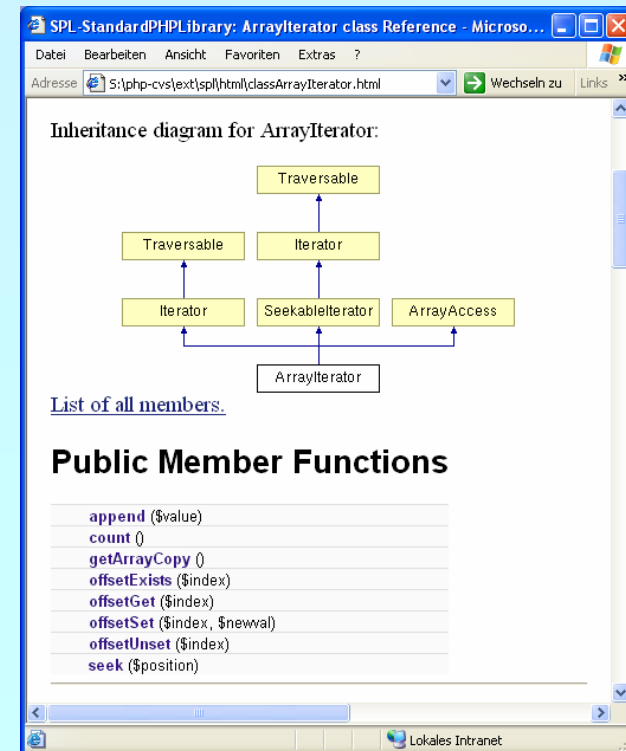 SPL-StandardPHPLibrary: ArrayIterator class Reference - Microso...
Datei Bearbeiten Ansicht Favoriten Extras ?
Adresse S:\php-cvs\ext\spl\html\classArrayIterator.html Wechseln zu Links »
Inheritance diagram for ArrayIterator:
Traversable
Traversable Iterator
Iterator SeekableIterator ArrayAccess
ArrayIterator
List of all members.
Public Member Functions
append ($value)
count ()
getArrayCopy ()
offsetExists ($index)
offsetGet ($index)
offsetSet ($index, $newval)
offsetUnset ($index)
seek ($position)
Lokales Intranet